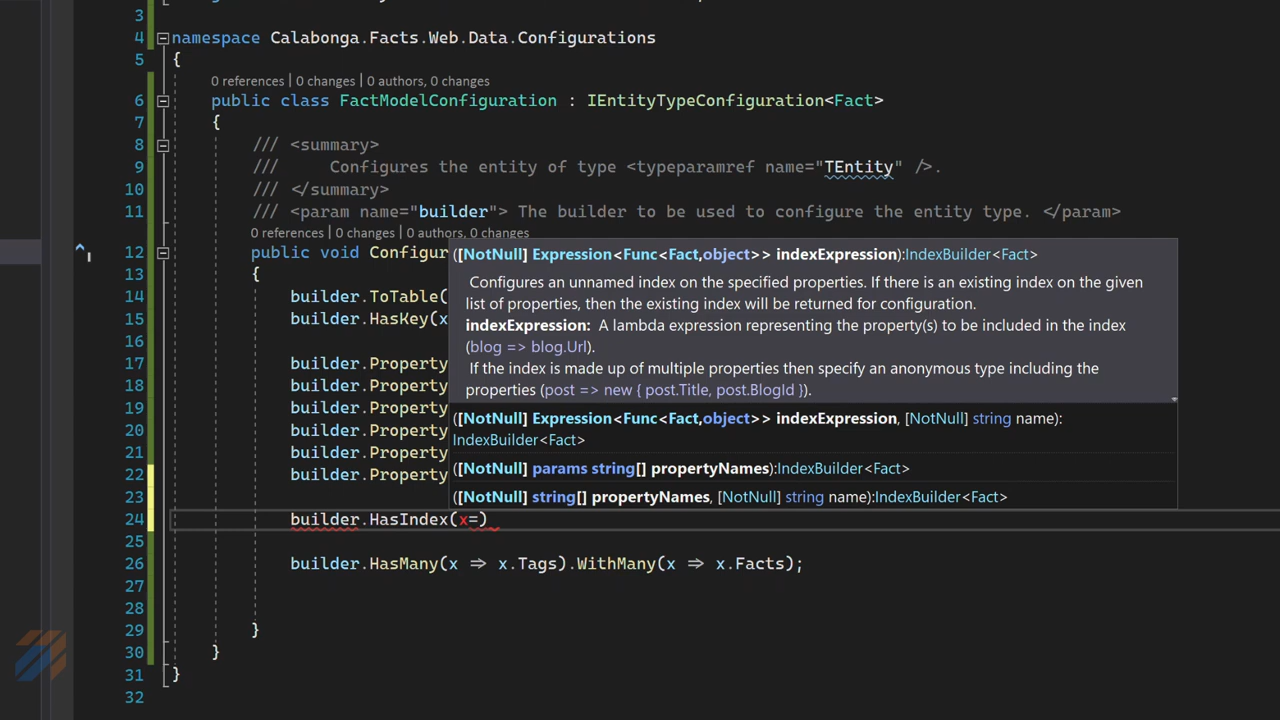 3
4 namespace Calabonga.Facts.Web.Data.Configurations
5 {
0 references | 0 changes | 0 authors, 0 changes
6 public class FactModelConfiguration : IEntityTypeConfiguration<Fact>
7 {
8 /// <summary>
9 /// Configures the entity of type <typeparamref name="TEntity" />.
10 /// </summary>
11 /// <param name="builder"> The builder to be used to configure the entity type. </param>
0 references | 0 changes | 0 authors, 0 changes
12 public void Configur
([NotNull] Expression<Func<Fact,object>> indexExpression):IndexBuilder<Fact>
Configures an unnamed index on the specified properties. If there is an existing index on the given
list of properties, then the existing index will be returned for configuration.
indexExpression: A lambda expression representing the property(s) to be included in the index
(blog => blog.Url).
If the index is made up of multiple properties then specify an anonymous type including the
properties (post => new { post.Title, post.BlogId }).
([NotNull] Expression<Func<Fact,object>> indexExpression, [NotNull] string name):
IndexBuilder<Fact>
([NotNull] params string[] propertyNames):IndexBuilder<Fact>
([NotNull] string[] propertyNames, [NotNull] string name):IndexBuilder<Fact>
13 {
14 builder.ToTable(
15 builder.HasKey(x
16
17 builder.Property
18 builder.Property
19 builder.Property
20 builder.Property
21 builder.Property
22 builder.Property
23
24 builder.HasIndex(x=)
25
26 builder.HasMany(x => x.Tags).WithMany(x => x.Facts);
27
28
29 }
30 }
31 }
32